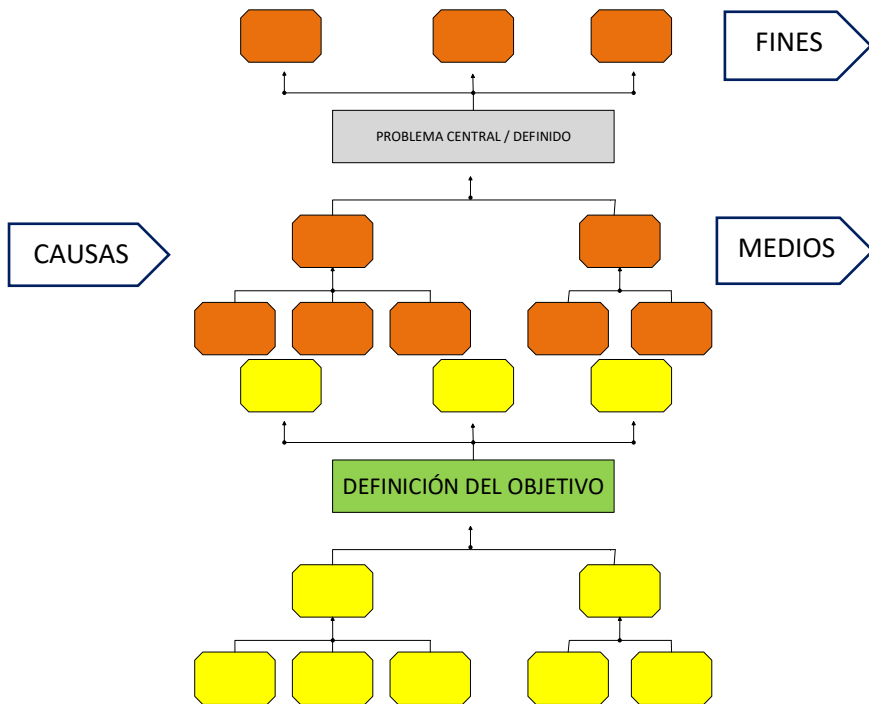 FINES
PROBLEMA CENTRAL / DEFINIDO
CAUSAS
MEDIOS
DEFINICIÓN DEL OBJETIVO